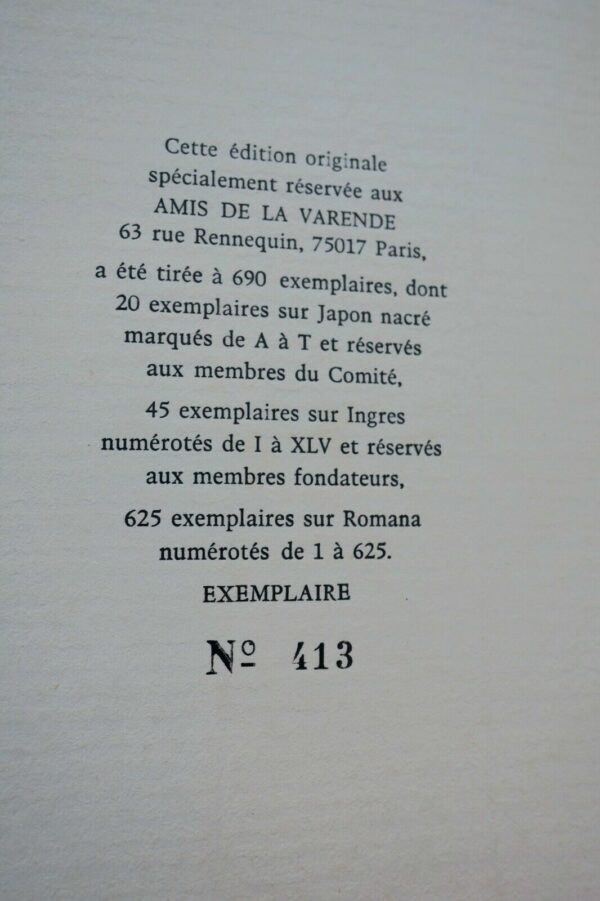 Cette édition originale
spécialement réservée aux
AMIS DE LA VARENDE
63 rue Rennequin, 75017 Paris,
a été tirée à 690 exemplaires, dont
20 exemplaires sur Japon nacré
marqués de A à T et réservés
aux membres du Comité,
45 exemplaires sur Ingres
numérotés de I à XLV et réservés
aux membres fondateurs,
625 exemplaires sur Romana
numérotés de 1 à 625.
EXEMPLAIRE
Nº 413